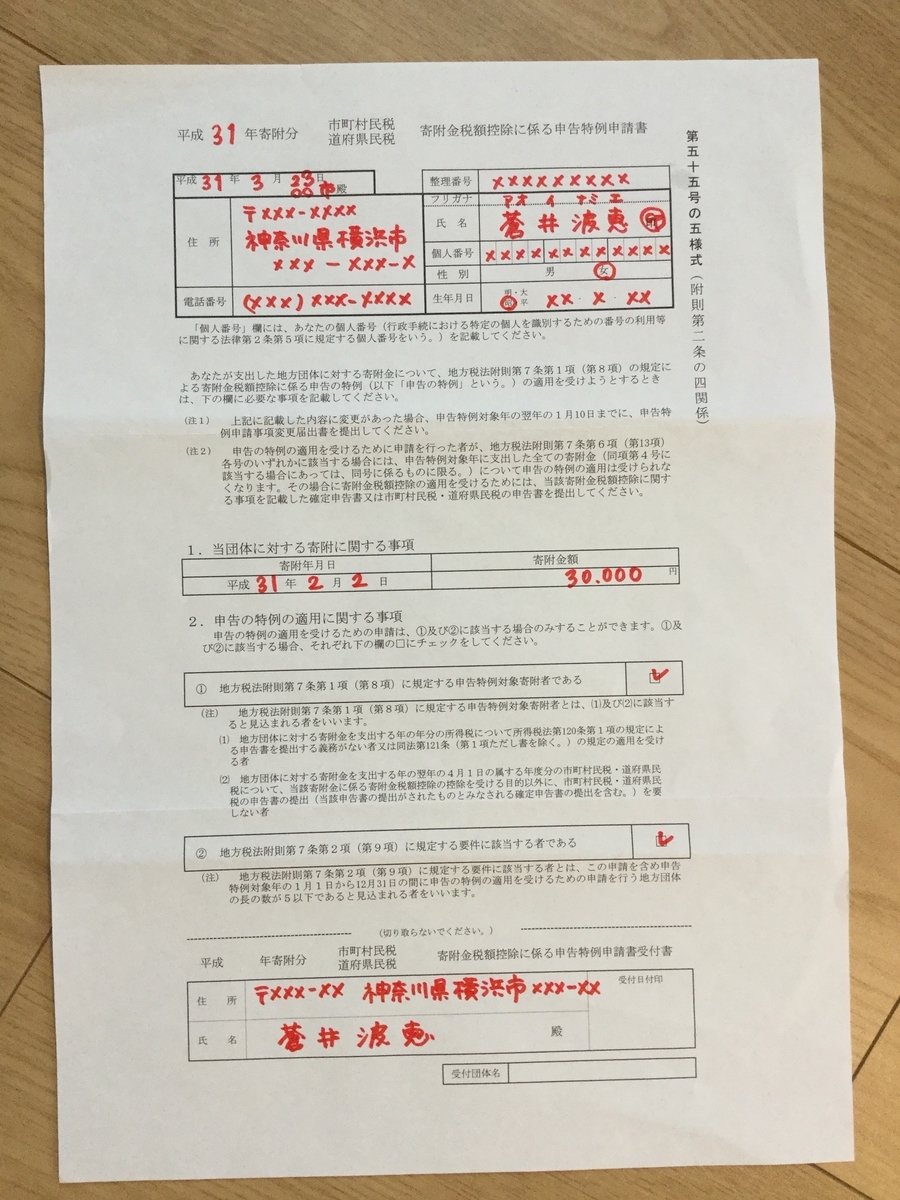 平成 31 年寄附分 市町村民税 道府県民税 寄附金税額控除に係る申告特例申請書
第五十五号の五様式（附則第二条の四関係）
平成 31 年 3 月 23 日
○○市 殿
整理番号 xxxxxxxxx
住所 〒xxx-xxxx
神奈川県横浜市
xxx-xxx-x
フリガナ アオイ ナミエ
氏名 蒼井波恵 印
個人番号 xxxxxxxxxxxx
性別 男 女
電話番号 (xxx) xxx-xxxx
生年月日 明・大 昭・平 xx・x・xx
「個人番号」欄には、あなたの個人番号（行政手続における特定の個人を識別するための番号の利用等
に関する法律第２条第５項に規定する個人番号をいう。）を記載してください。
あなたが支出した地方団体に対する寄附金について、地方税法附則第７条第１項（第８項）の規定に
よる寄附金税額控除に係る申告の特例（以下「申告の特例」という。）の適用を受けようとするとき
は、下の欄に必要な事項を記載してください。
（注１） 上記に記載した内容に変更があった場合、申告特例対象年の翌年の１月10日までに、申告特
例申請事項変更届出書を提出してください。
（注２） 申告の特例の適用を受けるために申請を行った者が、地方税法附則第７条第６項（第13項）
各号のいずれかに該当する場合には、申告特例対象年に支出した全ての寄附金（同項第４号に
該当する場合にあっては、同号に係るものに限る。）について申告の特例の適用は受けられな
くなります。その場合に寄附金税額控除の適用を受けるためには、当該寄附金税額控除に関す
る事項を記載した確定申告書又は市町村民税・道府県民税の申告書を提出してください。
１．当団体に対する寄附に関する事項
寄附年月日 寄附金額
平成 31 年 2 月 2 日 30.000 円
２．申告の特例の適用に関する事項
申告の特例の適用を受けるための申請は、①及び②に該当する場合のみすることができます。①及
び②に該当する場合、それぞれ下の欄の□にチェックをしてください。
① 地方税法附則第７条第１項（第８項）に規定する申告特例対象寄附者である ☑
（注） 地方税法附則第７条第１項（第８項）に規定する申告特例対象寄附者とは、⑴及び⑵に該当す
ると見込まれる者をいいます。
⑴ 地方団体に対する寄附金を支出する年の年分の所得税について所得税法第120条第１項の規定によ
る申告書を提出する義務がない者又は同法第121条（第１項ただし書を除く。）の規定の適用を受け
る者
⑵ 地方団体に対する寄附金を支出する年の翌年の４月１日の属する年度分の市町村民税・道府県民
税について、当該寄附金に係る寄附金税額控除の控除を受ける目的以外に、市町村民税・道府県民
税の申告書の提出（当該申告書の提出がされたものとみなされる確定申告書の提出を含む。）を要
しない者
② 地方税法附則第７条第２項（第９項）に規定する要件に該当する者である ☑
（注） 地方税法附則第７条第２項（第９項）に規定する要件に該当する者とは、この申請を含め申告
特例対象年の１月１日から12月31日の間に申告の特例の適用を受けるための申請を行う地方団体
の長の数が５以下であると見込まれる者をいいます。
（切り取らないでください。）
平成 年寄附分 市町村民税 道府県民税 寄附金税額控除に係る申告特例申請書受付書
住所 〒xxx-xx 神奈川県横浜市xxx-xx
受付日付印
氏名 蒼井波恵 殿
受付団体名